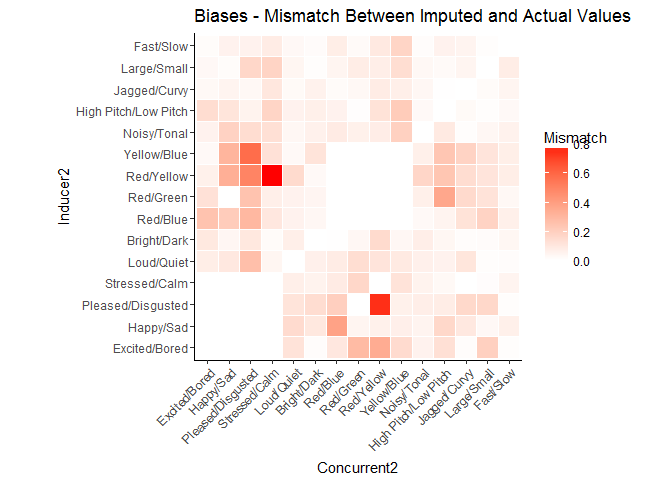 Biases - Mismatch Between Imputed and Actual Values
Fast/Slow
Large/Small
Jagged/Curvy
High Pitch/Low Pitch
Noisy/Tonal
Yellow/Blue
Red/Yellow
Red/Green
Red/Blue
Bright/Dark
Loud/Quiet
Stressed/Calm
Pleased/Disgusted
Happy/Sad
Excited/Bored
Inducer2
Excited/Bored
Happy/Sad
Pleased/Disgusted
Stressed/Calm
Loud/Quiet
Bright/Dark
Red/Blue
Red/Green
Red/Yellow
Yellow/Blue
Noisy/Tonal
High Pitch/Low Pitch
Jagged/Curvy
Large/Small
Fast/Slow
Concurrent2
Mismatch
0.8
0.6
0.4
0.2
0.0